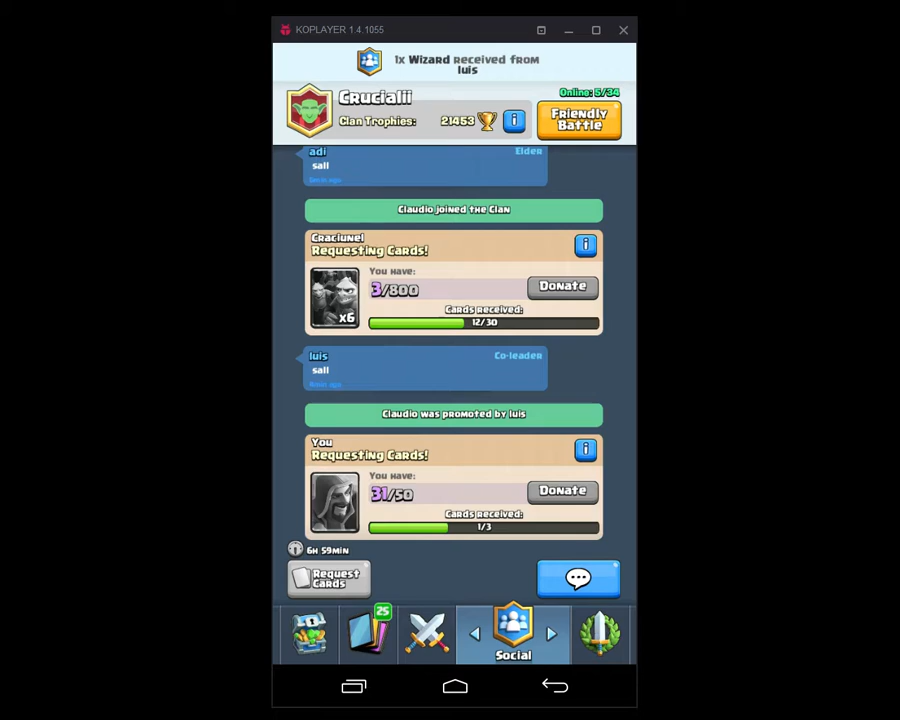 KOPLAYER 1.4.1055
1x Wizard received from
luis
Crucialii
Online: 5/34
Clan Trophies: 21453
Friendly
Battle
adi Elder
sall
Claudio joined the Clan
Craciunel
Requesting Cards!
You have:
3/800
Donate
x6
Cards received:
12/30
luis Co-leader
sall
Claudio was promoted by luis
You
Requesting Cards!
You have:
31/50
Donate
Cards received:
1/3
6H 59MIN
Request
Cards
25
Social